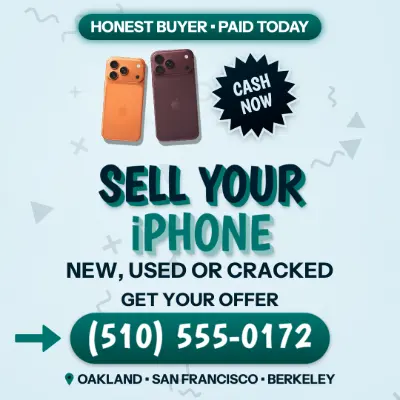 HONEST BUYER • PAID TODAY
CASH
NOW
SELL YOUR
iPHONE
NEW, USED OR CRACKED
GET YOUR OFFER
(510) 555-0172
OAKLAND • SAN FRANCISCO • BERKELEY